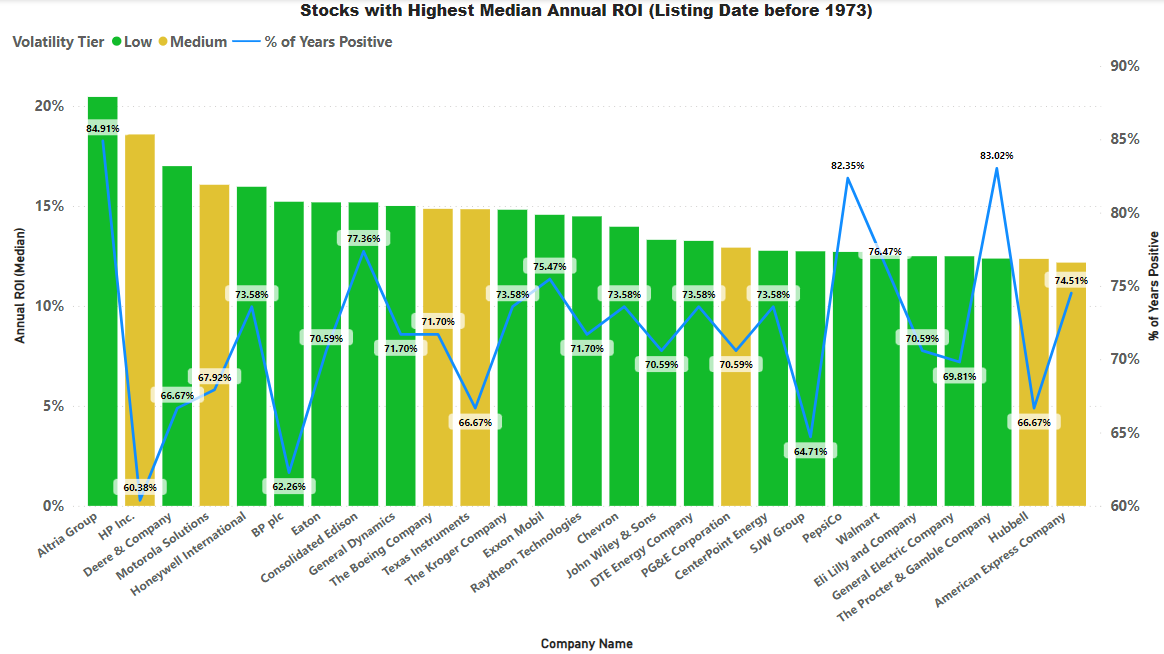 Stocks with Highest Median Annual ROI (Listing Date before 1973)
Volatility Tier Low Medium % of Years Positive
Annual ROI (Median)
20%
15%
10%
5%
0%
84.91%
60.38%
66.67%
67.92%
73.58%
62.26%
70.59%
77.36%
71.70%
71.70%
66.67%
73.58%
75.47%
71.70%
73.58%
70.59%
73.58%
70.59%
73.58%
64.71%
82.35%
76.47%
70.59%
69.81%
83.02%
66.67%
74.51%
90%
85%
80%
75%
70%
65%
60%
% of Years Positive
Altria Group
HP Inc.
Deere & Company
Motorola Solutions
Honeywell International
BP plc
Eaton
Consolidated Edison
General Dynamics
The Boeing Company
Texas Instruments
The Kroger Company
Exxon Mobil
Raytheon Technologies
Chevron
John Wiley & Sons
DTE Energy Company
PG&E Corporation
CenterPoint Energy
SJW Group
PepsiCo
Walmart
Eli Lilly and Company
General Electric Company
The Procter & Gamble Company
Hubbell
American Express Company
Company Name